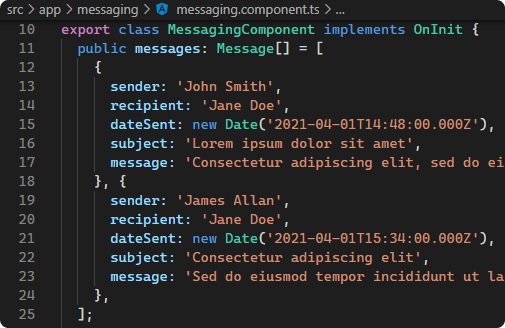 src > app > messaging > messaging.component.ts > ...
10 export class MessagingComponent implements OnInit {
11 public messages: Message[] = [
12 {
13 sender: 'John Smith',
14 recipient: 'Jane Doe',
15 dateSent: new Date('2021-04-01T14:48:00.000Z'),
16 subject: 'Lorem ipsum dolor sit amet',
17 message: 'Consectetur adipiscing elit, sed do ei
18 }, {
19 sender: 'James Allan',
20 recipient: 'Jane Doe',
21 dateSent: new Date('2021-04-01T15:34:00.000Z'),
22 subject: 'Consectetur adipiscing elit',
23 message: 'Sed do eiusmod tempor incididunt ut la
24 },
25 ];